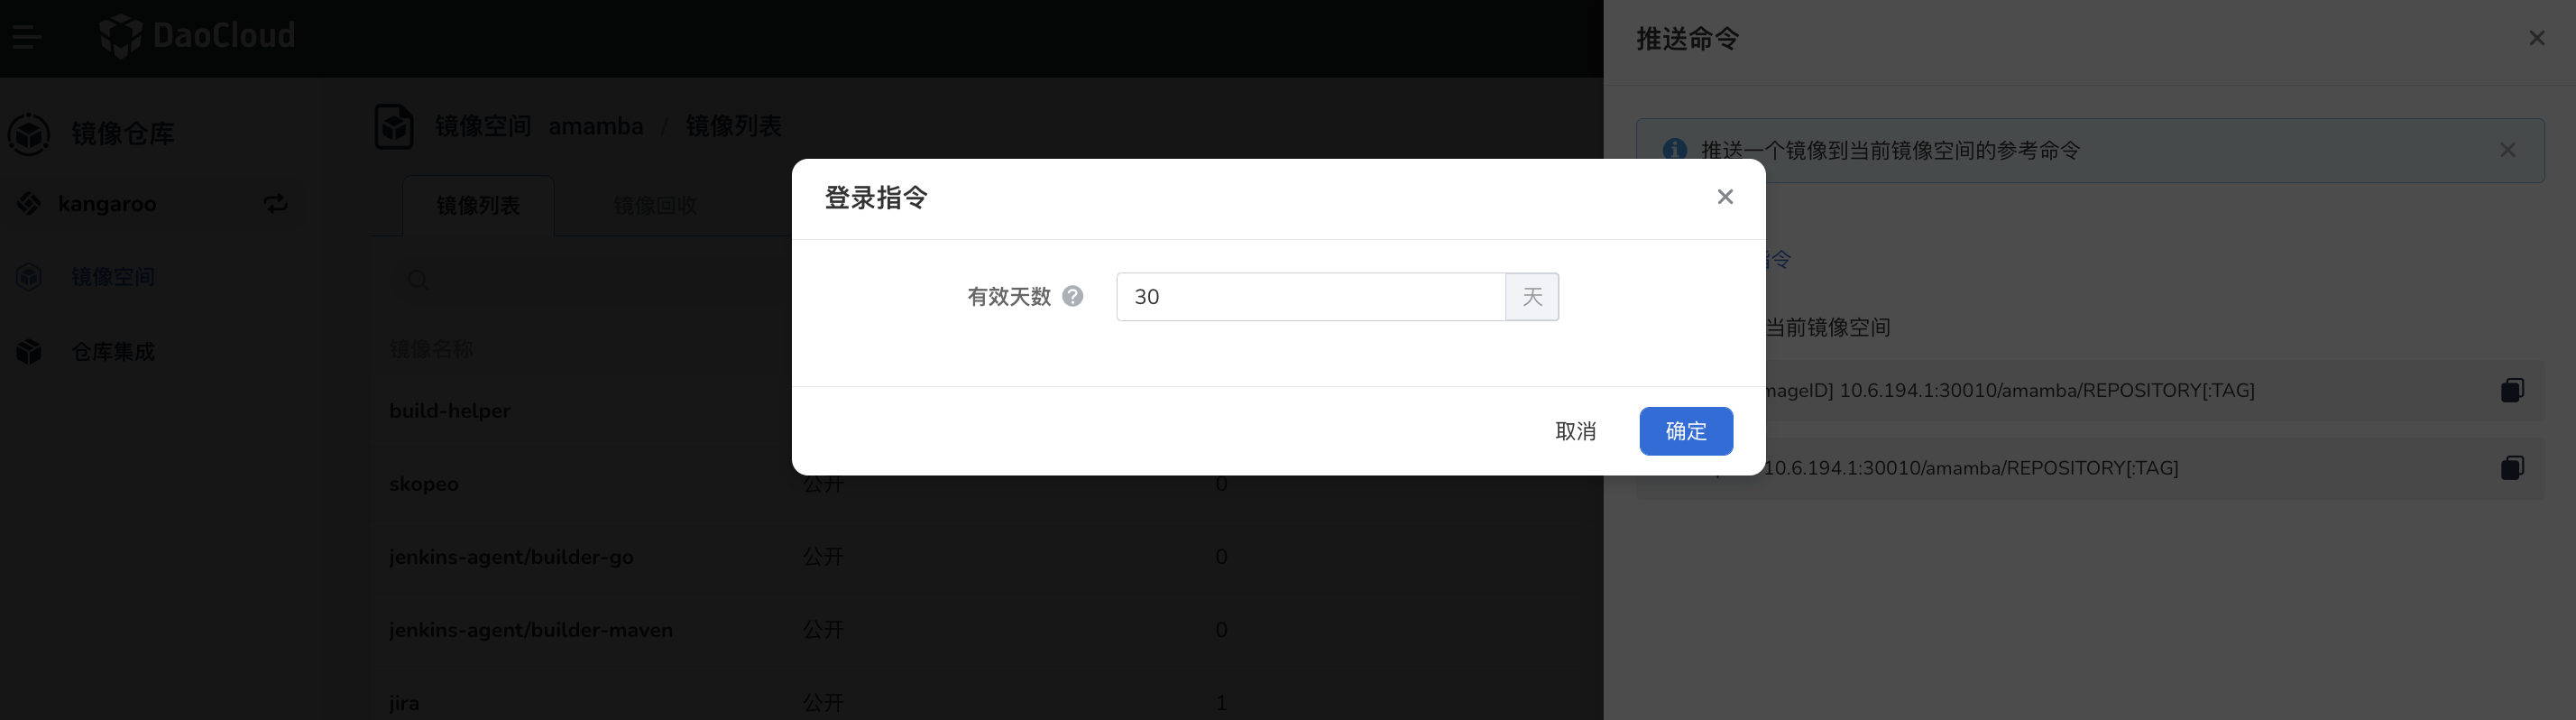 DaoCloud
镜像仓库
kangaroo
镜像空间
仓库集成
镜像空间 amamba / 镜像列表
镜像列表
镜像回收
镜像名称
build-helper
skopeo 公开 0
jenkins-agent/builder-go 公开 0
jenkins-agent/builder-maven 公开 0
jira 公开 1
登录指令
有效天数 ? 30 天
取消 确定
推送命令
推送一个镜像到当前镜像空间的参考命令
指令
当前镜像空间
mageID] 10.6.194.1:30010/amamba/REPOSITORY[:TAG]
10.6.194.1:30010/amamba/REPOSITORY[:TAG]